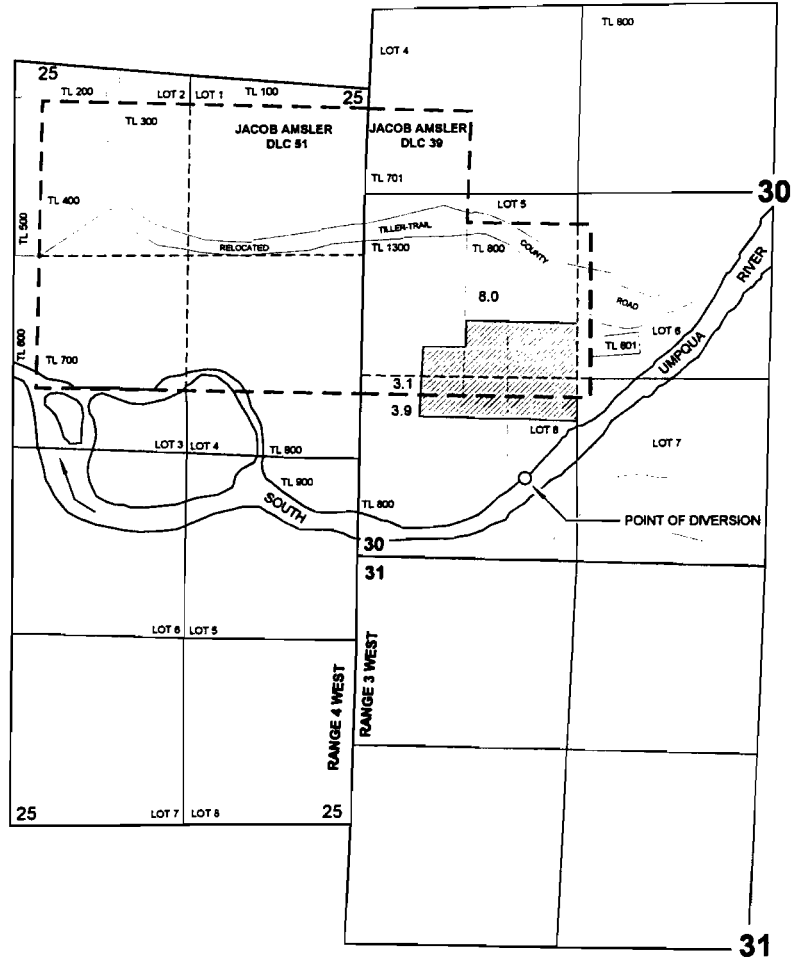 TL 800
LOT 4
25
TL 200
LOT 2
LOT 1
TL 100
25
TL 300
JACOB AMSLER
DLC 51
JACOB AMSLER
DLC 39
TL 701
30
TL 400
LOT 5
TL 500
TILLER-TRAIL
RELOCATED
TL 1300
TL 800
COUNTY
8.0
ROAD
RIVER
LOT 6
UMPQUA
TL 801
TL 600
TL 700
3.1
3.9
LOT 8
LOT 7
LOT 3
LOT 4
TL 800
TL 900
SOUTH
TL 800
POINT OF DIVERSION
30
31
LOT 6
LOT 5
RANGE 4 WEST
RANGE 3 WEST
25
LOT 7
LOT 8
25
31